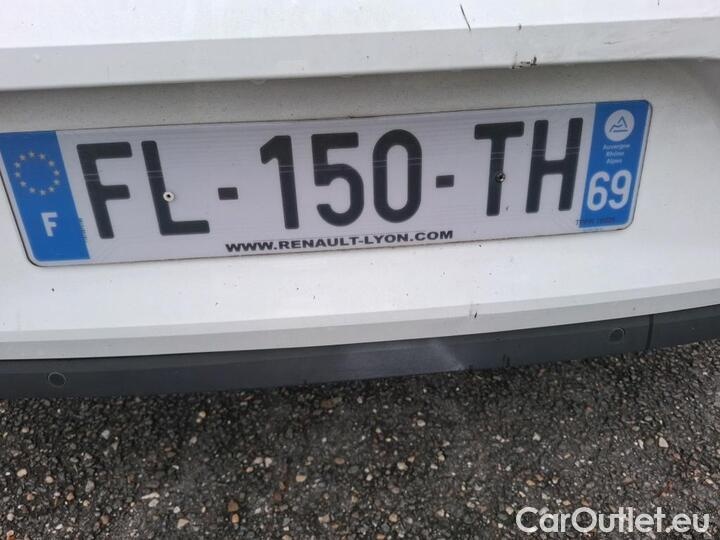 F
FL-150-TH
Auvergne
Rhône
Alpes
69
WWW.RENAULT-LYON.COM
CarOutlet.eu